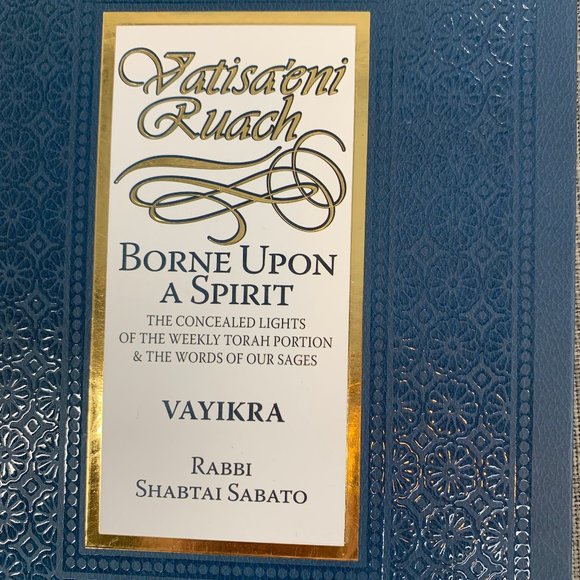 Vatisa'eni
Ruach
BORNE UPON
A SPIRIT
THE CONCEALED LIGHTS
OF THE WEEKLY TORAH PORTION
& THE WORDS OF OUR SAGES
VAYIKRA
RABBI
SHABTAI SABATO